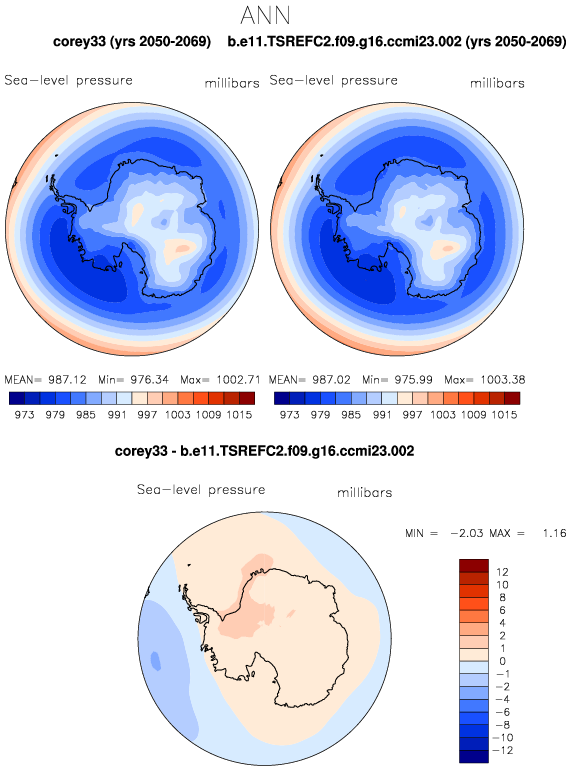 ANN
corey33 (yrs 2050-2069) b.e11.TSREFC2.f09.g16.ccmi23.002 (yrs 2050-2069)
Sea-level pressure millibars Sea-level pressure millibars
MEAN= 987.12 Min= 976.34 Max= 1002.71 MEAN= 987.02 Min= 975.99 Max= 1003.38
973 979 985 991 997 1003 1009 1015 973 979 985 991 997 1003 1009 1015
corey33 - b.e11.TSREFC2.f09.g16.ccmi23.002
Sea-level pressure millibars
MIN = -2.03 MAX = 1.16
12
10
8
6
4
2
1
0
-1
-2
-4
-6
-8
-10
-12